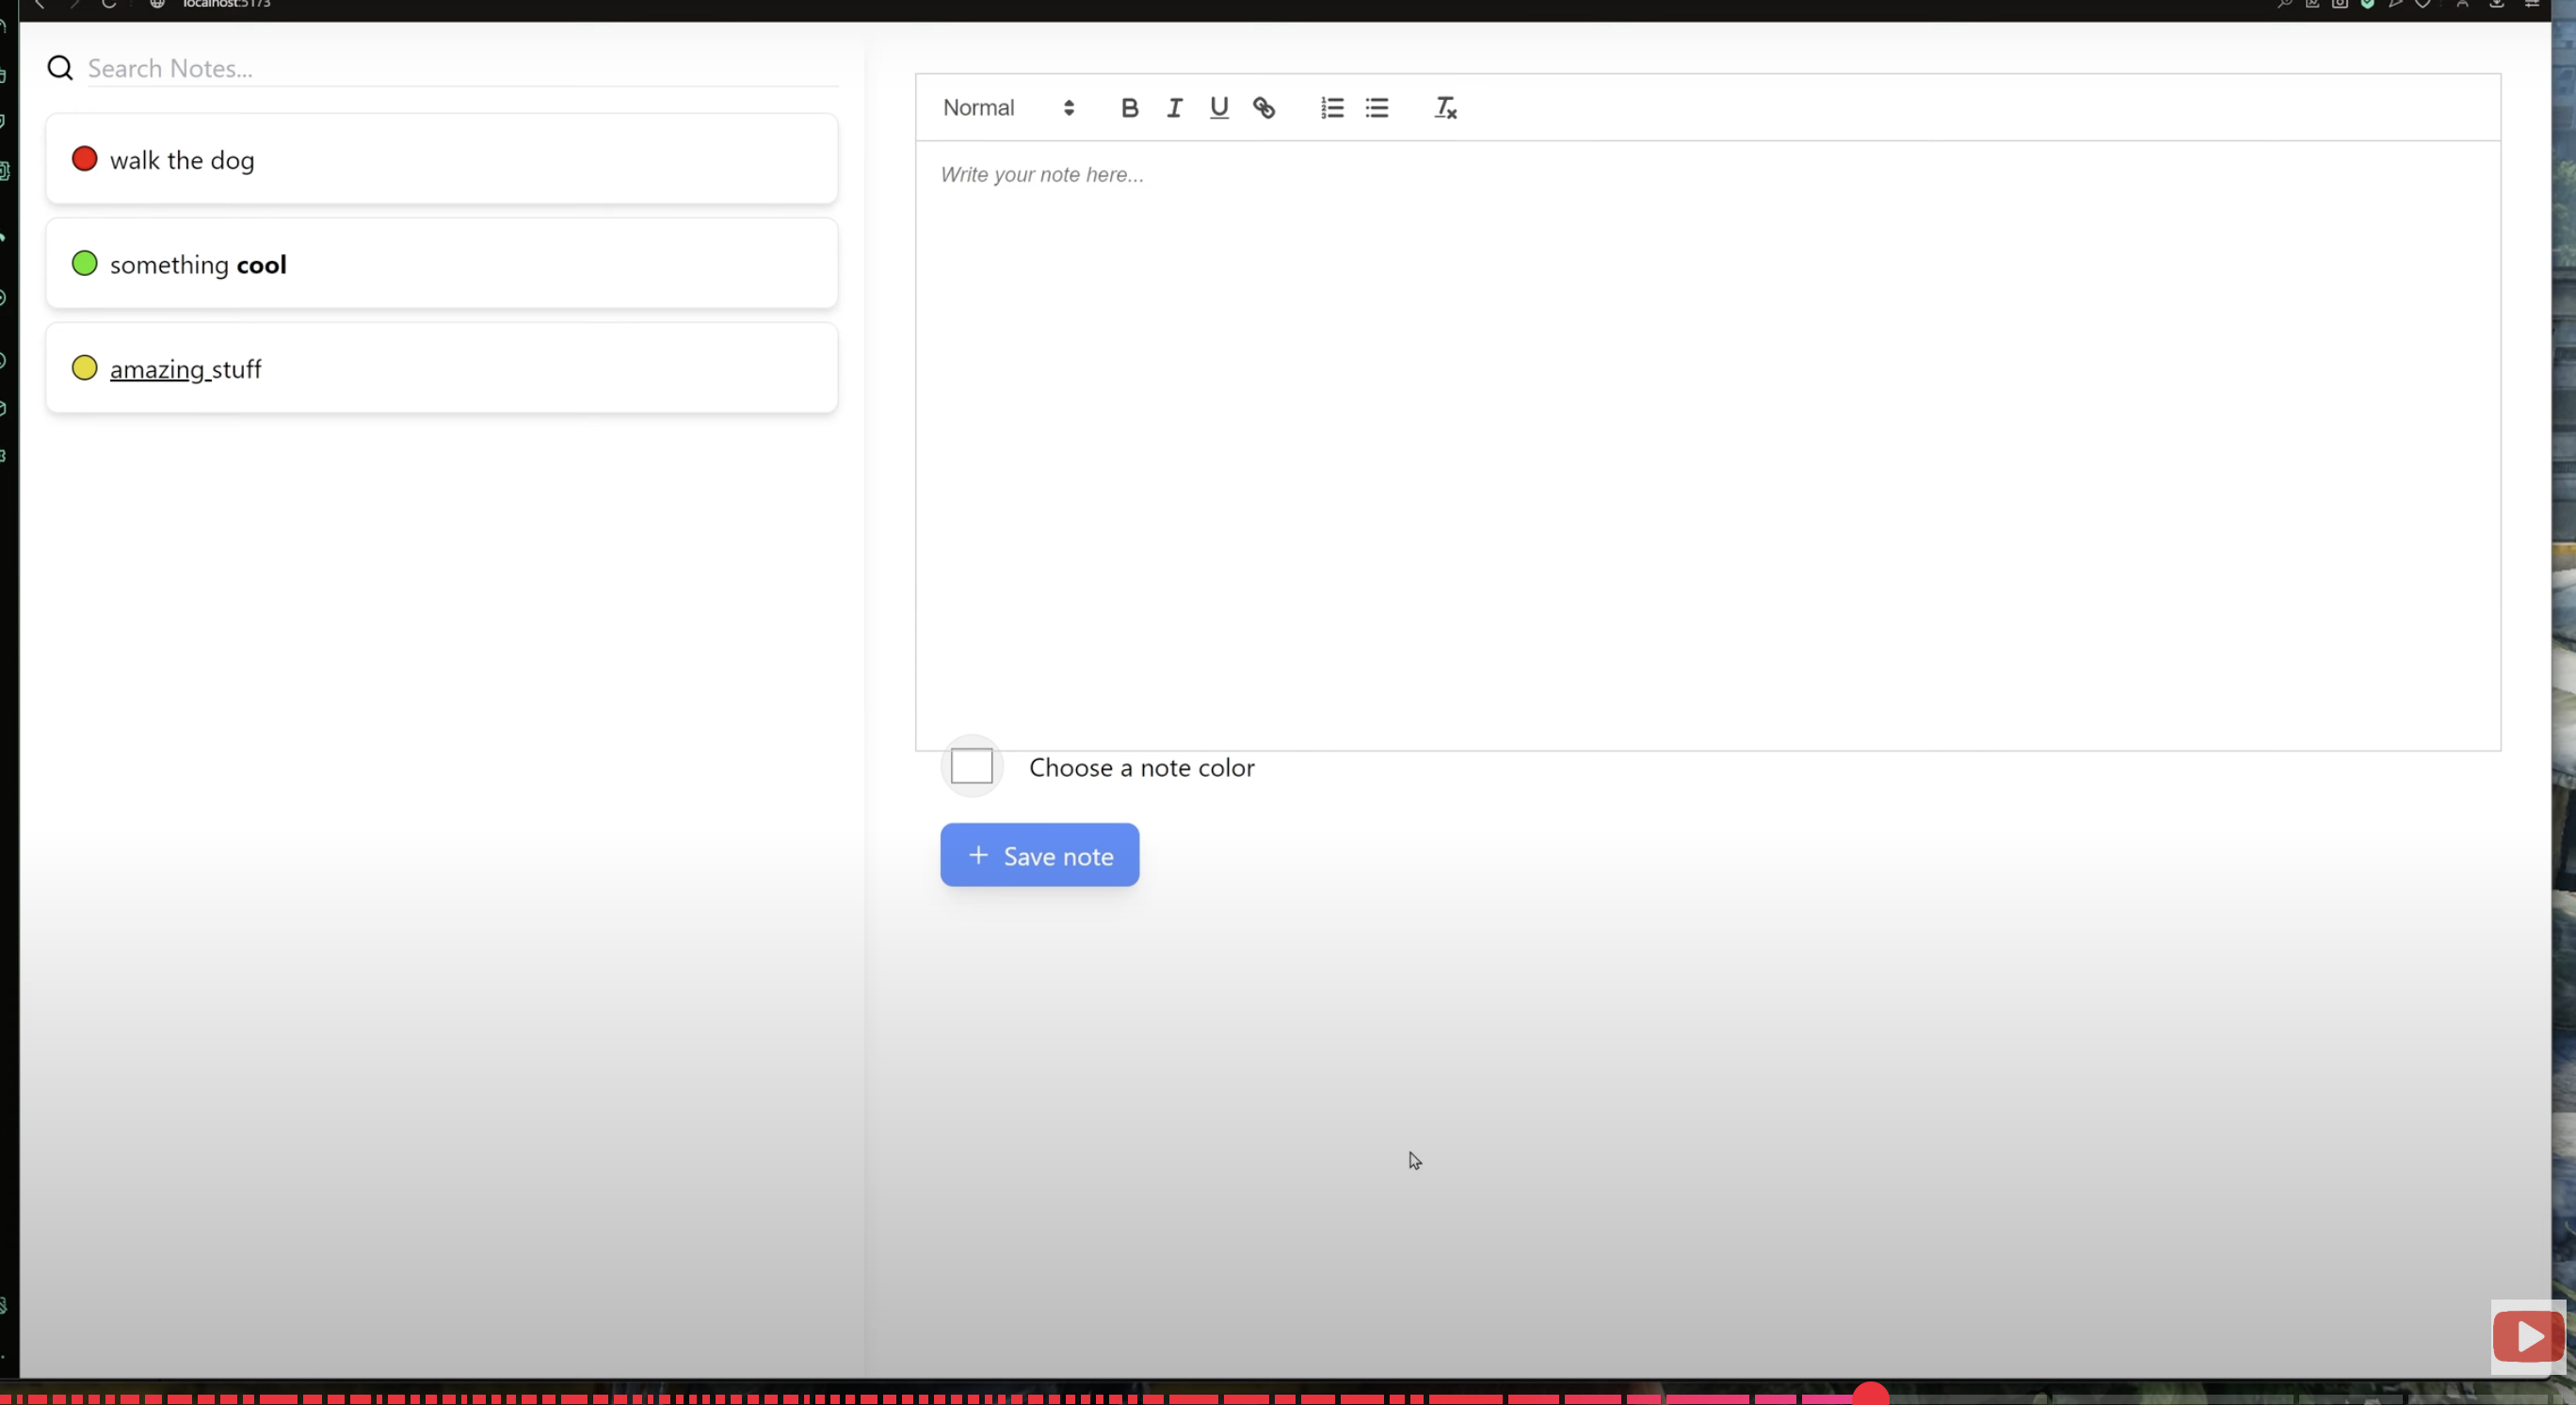 localhost:5173
Search Notes...
walk the dog
something cool
amazing stuff
Normal
Write your note here...
Choose a note color
+ Save note